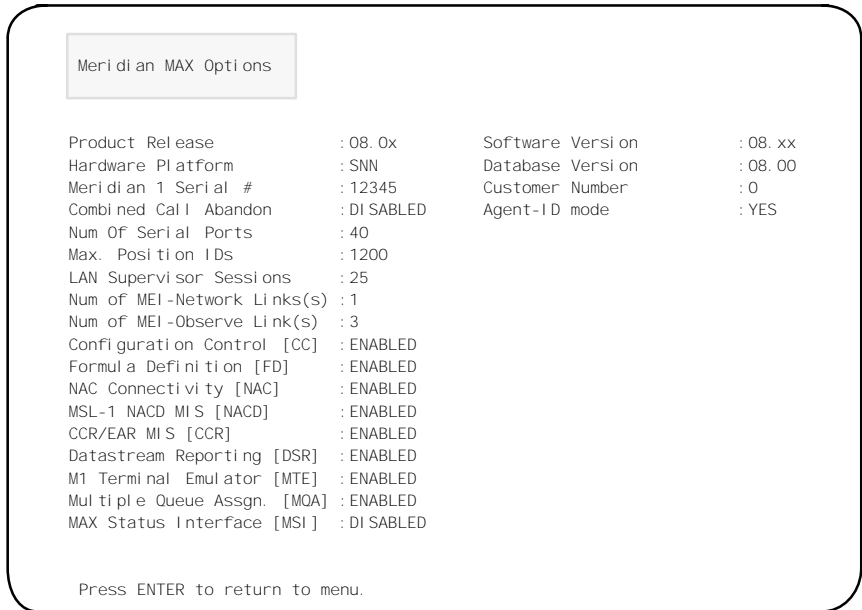 Meridian MAX Options
Product Release :08.0x Software Version :08.xx
Hardware Platform :SNN Database Version :08.00
Meridian 1 Serial # :12345 Customer Number :0
Combined Call Abandon :DISABLED Agent-ID mode :YES
Num Of Serial Ports :40
Max. Position IDs :1200
LAN Supervisor Sessions :25
Num of MEI-Network Links(s) :1
Num of MEI-Observe Link(s) :3
Configuration Control [CC] :ENABLED
Formula Definition [FD] :ENABLED
NAC Connectivity [NAC] :ENABLED
MSL-1 NACD MIS [NACD] :ENABLED
CCR/EAR MIS [CCR] :ENABLED
Datastream Reporting [DSR] :ENABLED
M1 Terminal Emulator [MTE] :ENABLED
Multiple Queue Assgn. [MQA] :ENABLED
MAX Status Interface [MSI] :DISABLED
Press ENTER to return to menu.